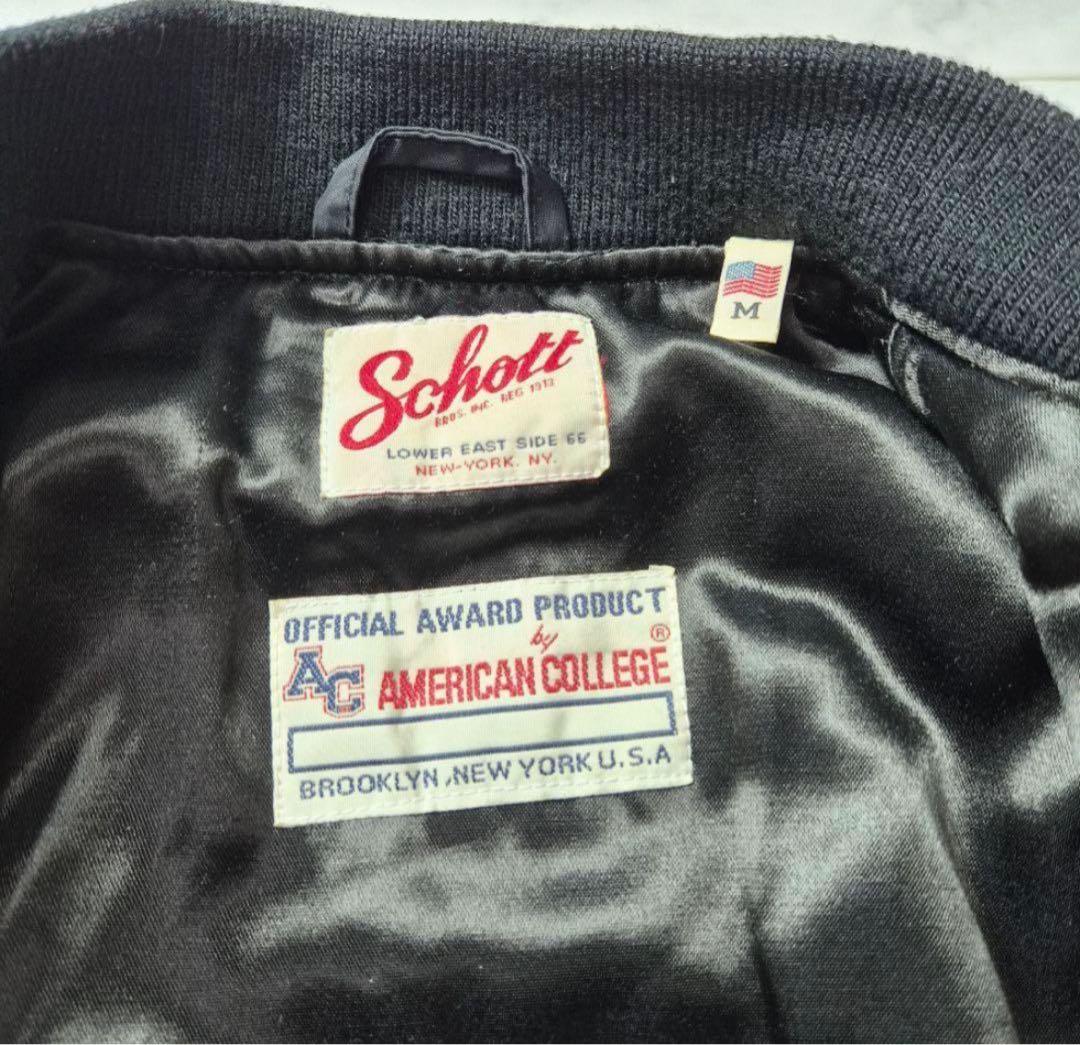 M
Schott
BROS. INC. REG 1913
LOWER EAST SIDE 66
NEW-YORK. NY.
OFFICIAL AWARD PRODUCT
by
AC AMERICAN COLLEGE ®
BROOKLYN, NEW YORK U.S.A